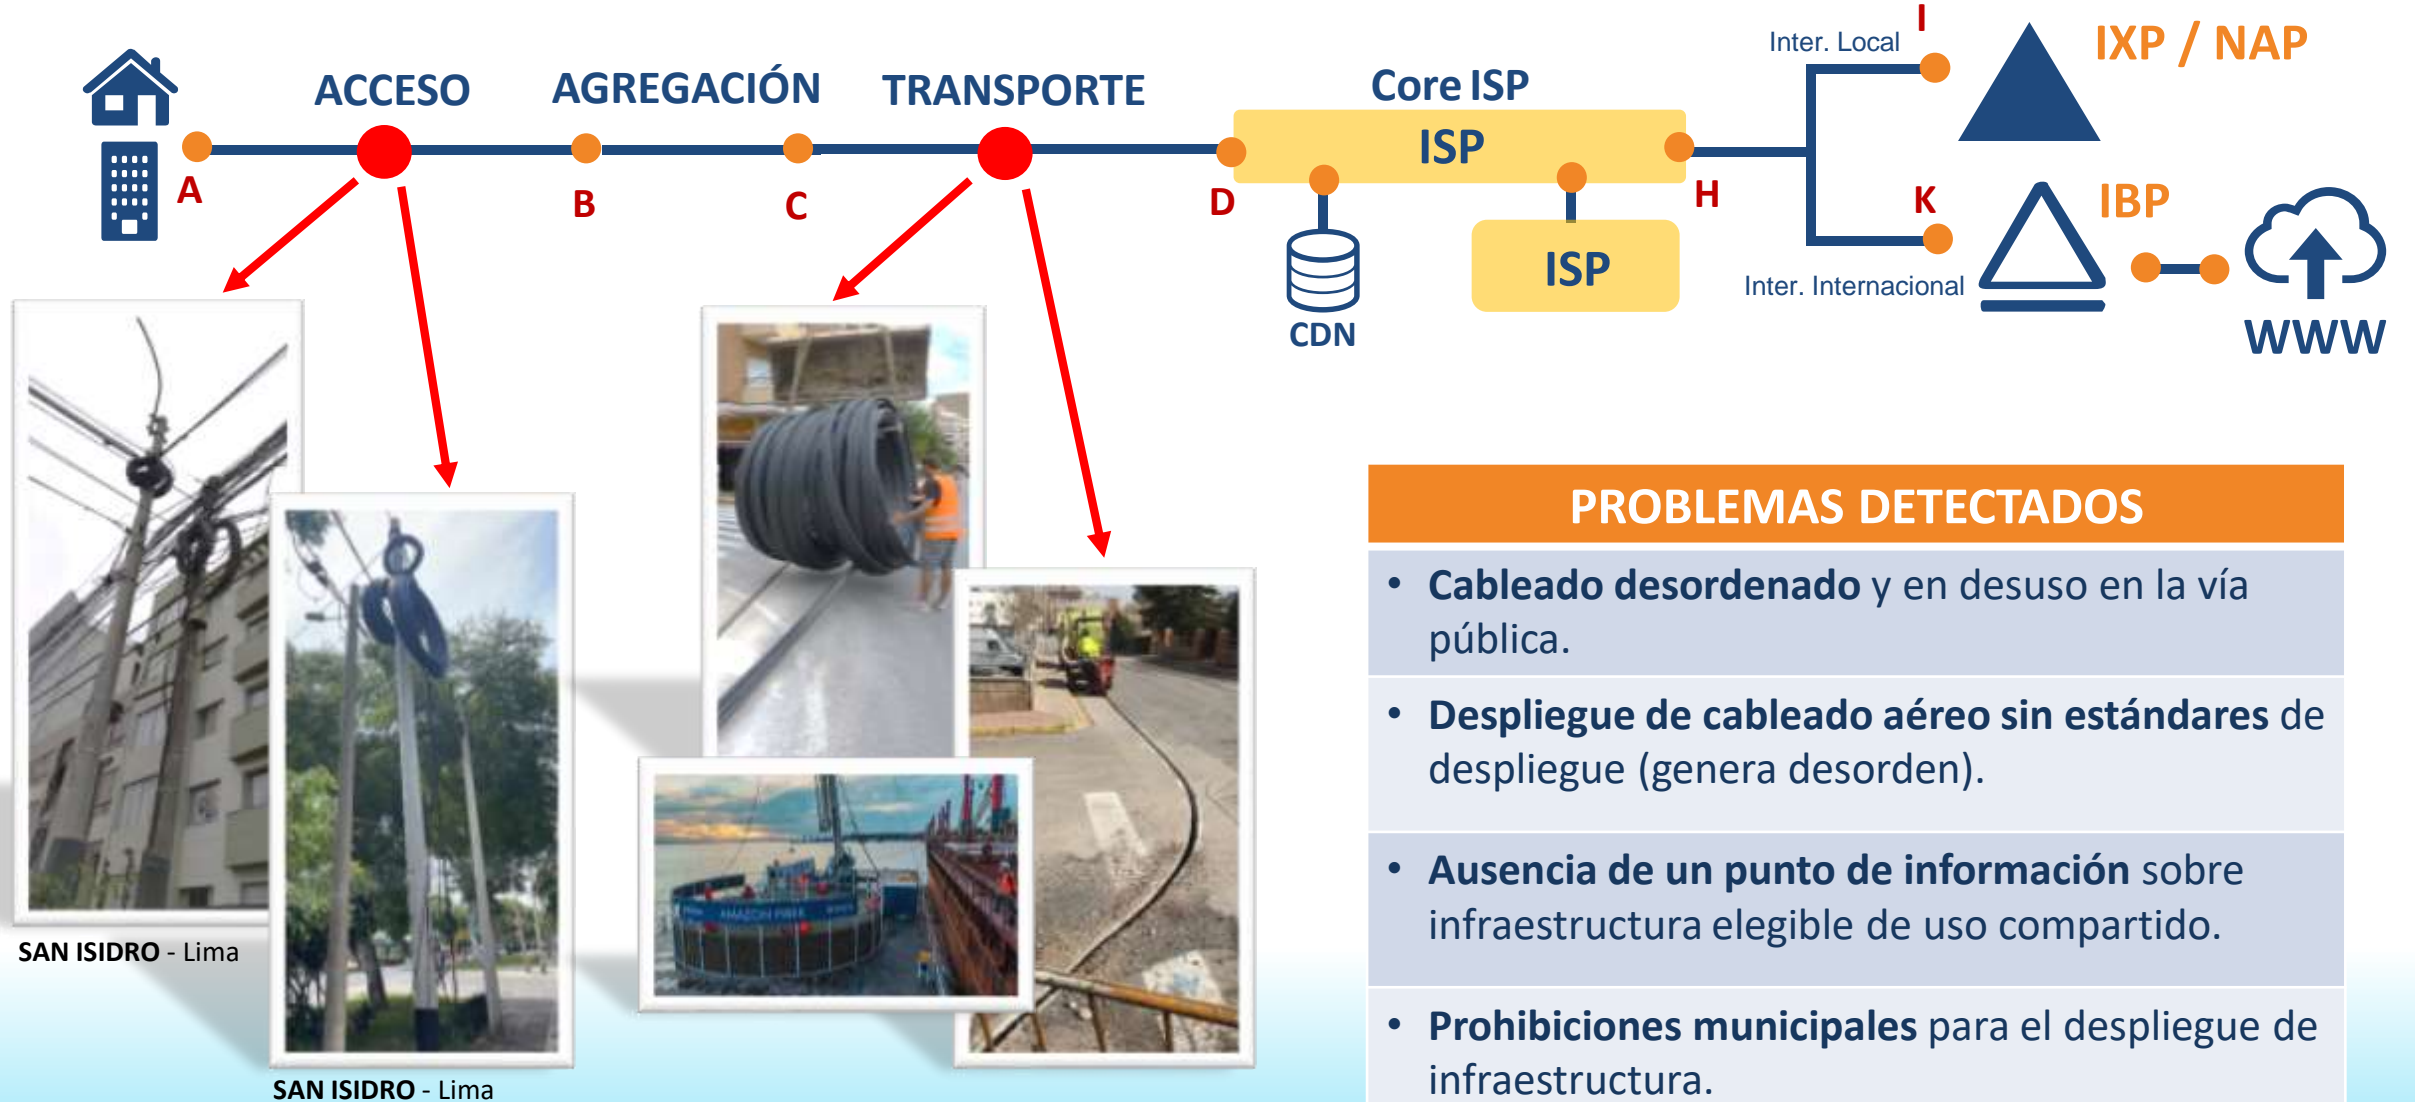 I
Inter. Local
IXP / NAP
ACCESO
AGREGACIÓN
TRANSPORTE
Core ISP
ISP
A
B
C
D
H
K
IBP
ISP
Inter. Internacional
CDN
WWW
PROBLEMAS DETECTADOS
• Cableado desordenado y en desuso en la vía
pública.
• Despliegue de cableado aéreo sin estándares de
despliegue (genera desorden).
• Ausencia de un punto de información sobre
infraestructura elegible de uso compartido.
• Prohibiciones municipales para el despliegue de
infraestructura.
AMAZON
SAN ISIDRO - Lima
SAN ISIDRO - Lima